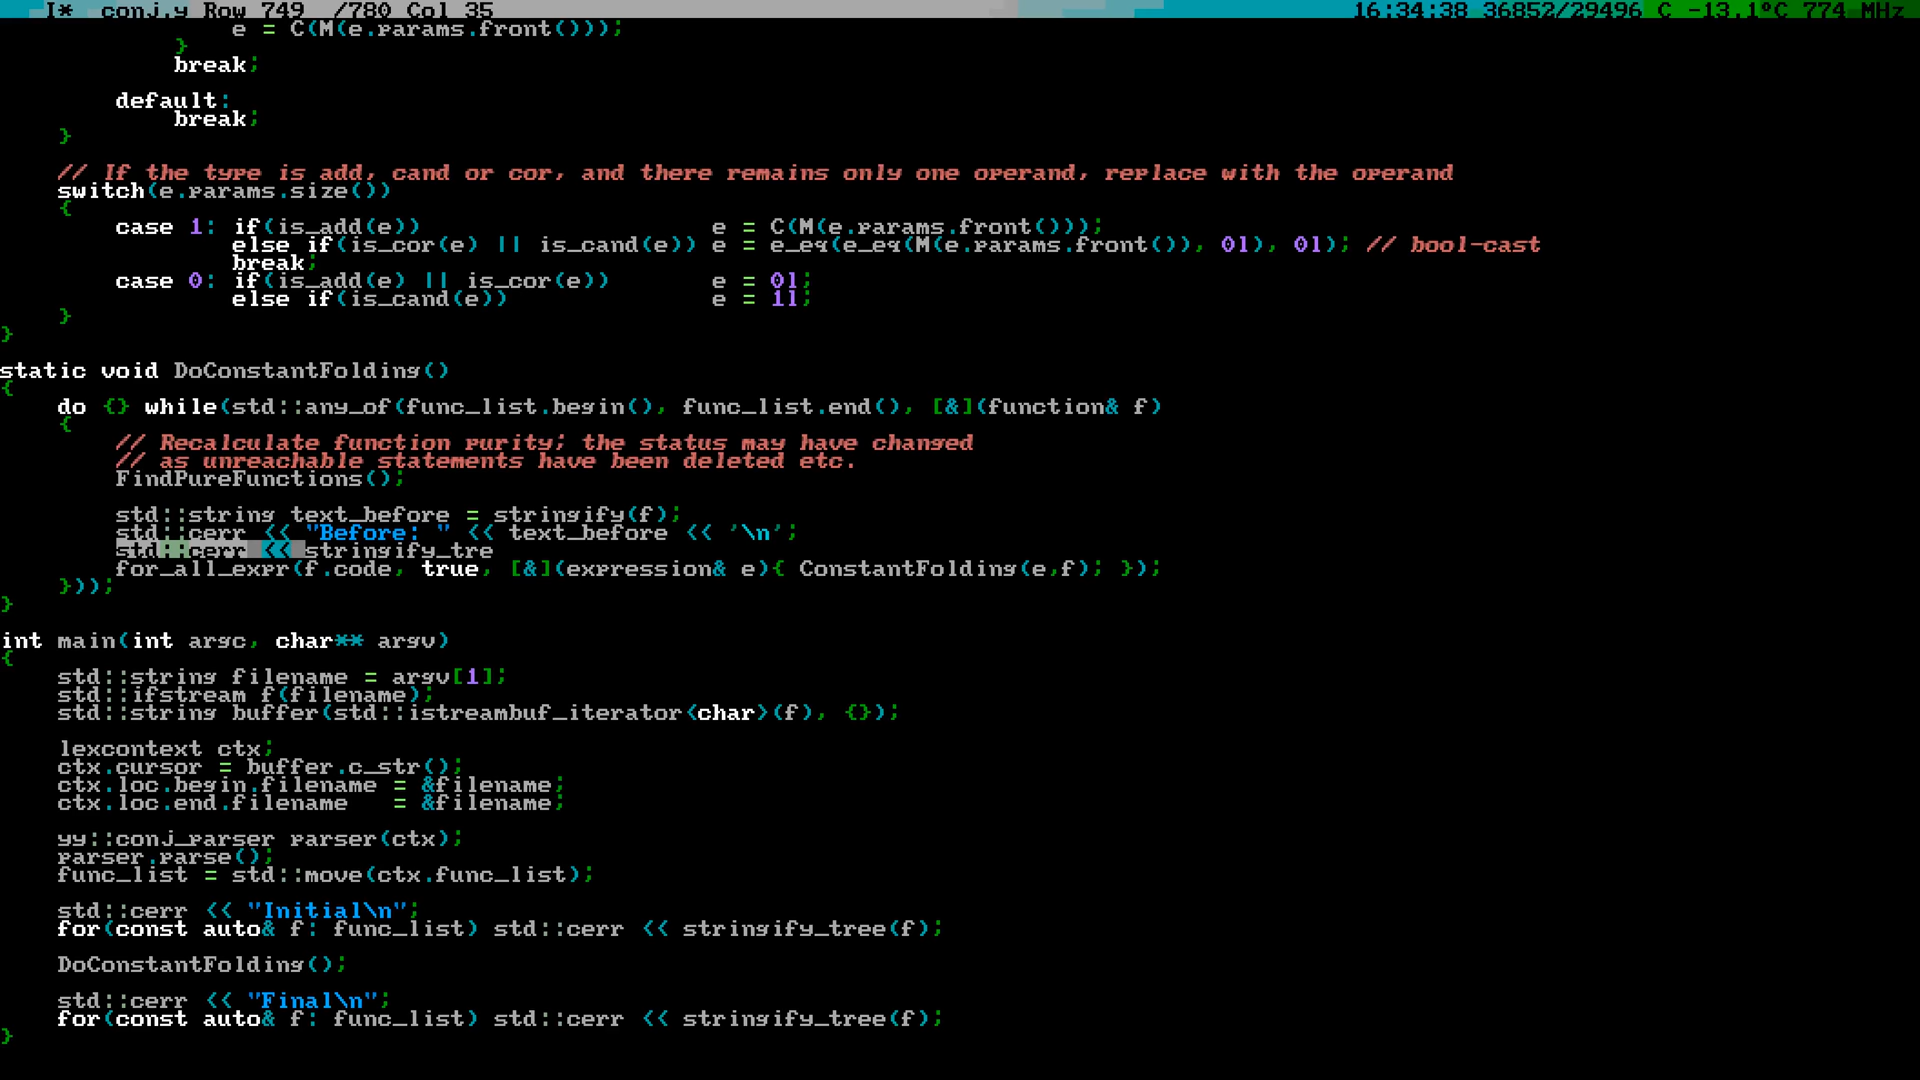 I*  conj.y Row 749  /780 Col 35 16:34:38 36852/29496 C -13.1°C 774 MHz
                e = C(M(e.params.front()));
            }
            break;

        default:
            break;
    }

    // If the type is add, cand or cor, and there remains only one operand, replace with the operand
    switch(e.params.size())
    {
        case 1: if(is_add(e))                    e = C(M(e.params.front()));
                else if(is_cor(e) || is_cand(e)) e = e_eq(e_eq(M(e.params.front()), 0l), 0l); // bool-cast
                break;
        case 0: if(is_add(e) || is_cor(e))       e = 0l;
                else if(is_cand(e))              e = 1l;
    }
}

static void DoConstantFolding()
{
    do {} while(std::any_of(func_list.begin(), func_list.end(), [&](function& f)
    {
        // Recalculate function purity; the status may have changed
        // as unreachable statements have been deleted etc.
        FindPureFunctions();

        std::string text_before = stringify(f);
        std::cerr << "Before: " << text_before << '\n';
        std::cerr << stringify_tre
        for_all_expr(f.code, true, [&](expression& e){ ConstantFolding(e,f); });
    }));
}

int main(int argc, char** argv)
{
    std::string filename = argv[1];
    std::ifstream f(filename);
    std::string buffer(std::istreambuf_iterator<char>(f), {});

    lexcontext ctx;
    ctx.cursor = buffer.c_str();
    ctx.loc.begin.filename = &filename;
    ctx.loc.end.filename   = &filename;

    yy::conj_parser parser(ctx);
    parser.parse();
    func_list = std::move(ctx.func_list);

    std::cerr << "Initial\n";
    for(const auto& f: func_list) std::cerr << stringify_tree(f);

    DoConstantFolding();

    std::cerr << "Final\n";
    for(const auto& f: func_list) std::cerr << stringify_tree(f);
}